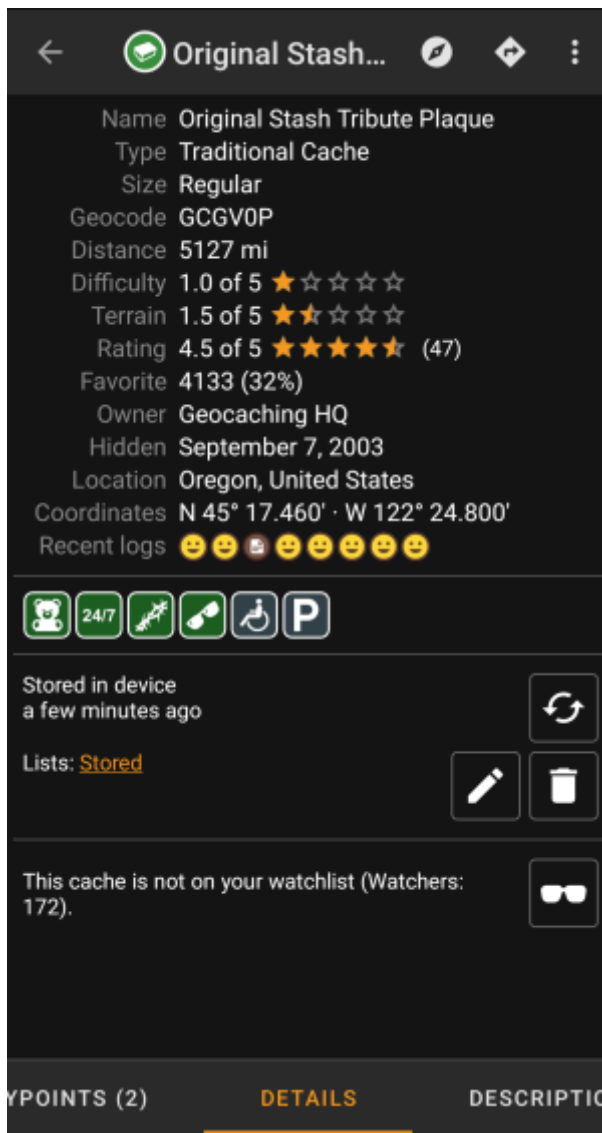 Original Stash...
Name Original Stash Tribute Plaque
Type Traditional Cache
Size Regular
Geocode GCGV0P
Distance 5127 mi
Difficulty 1.0 of 5
Terrain 1.5 of 5
Rating 4.5 of 5 (47)
Favorite 4133 (32%)
Owner Geocaching HQ
Hidden September 7, 2003
Location Oregon, United States
Coordinates N 45° 17.460' · W 122° 24.800'
Recent logs
24/7 P
Stored in device
a few minutes ago
Lists: Stored
This cache is not on your watchlist (Watchers:
172).
YPOINTS (2) DETAILS DESCRIPTIO